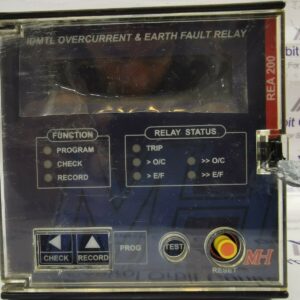 IDMTL OVERCURRENT & EARTH FAULT RELAY
REA 200
FUNCTION
PROGRAM
CHECK
RECORD
RELAY STATUS
TRIP
> O/C >> O/C
> E/F >> E/F
CHECK RECORD PROG TEST RESET
MH